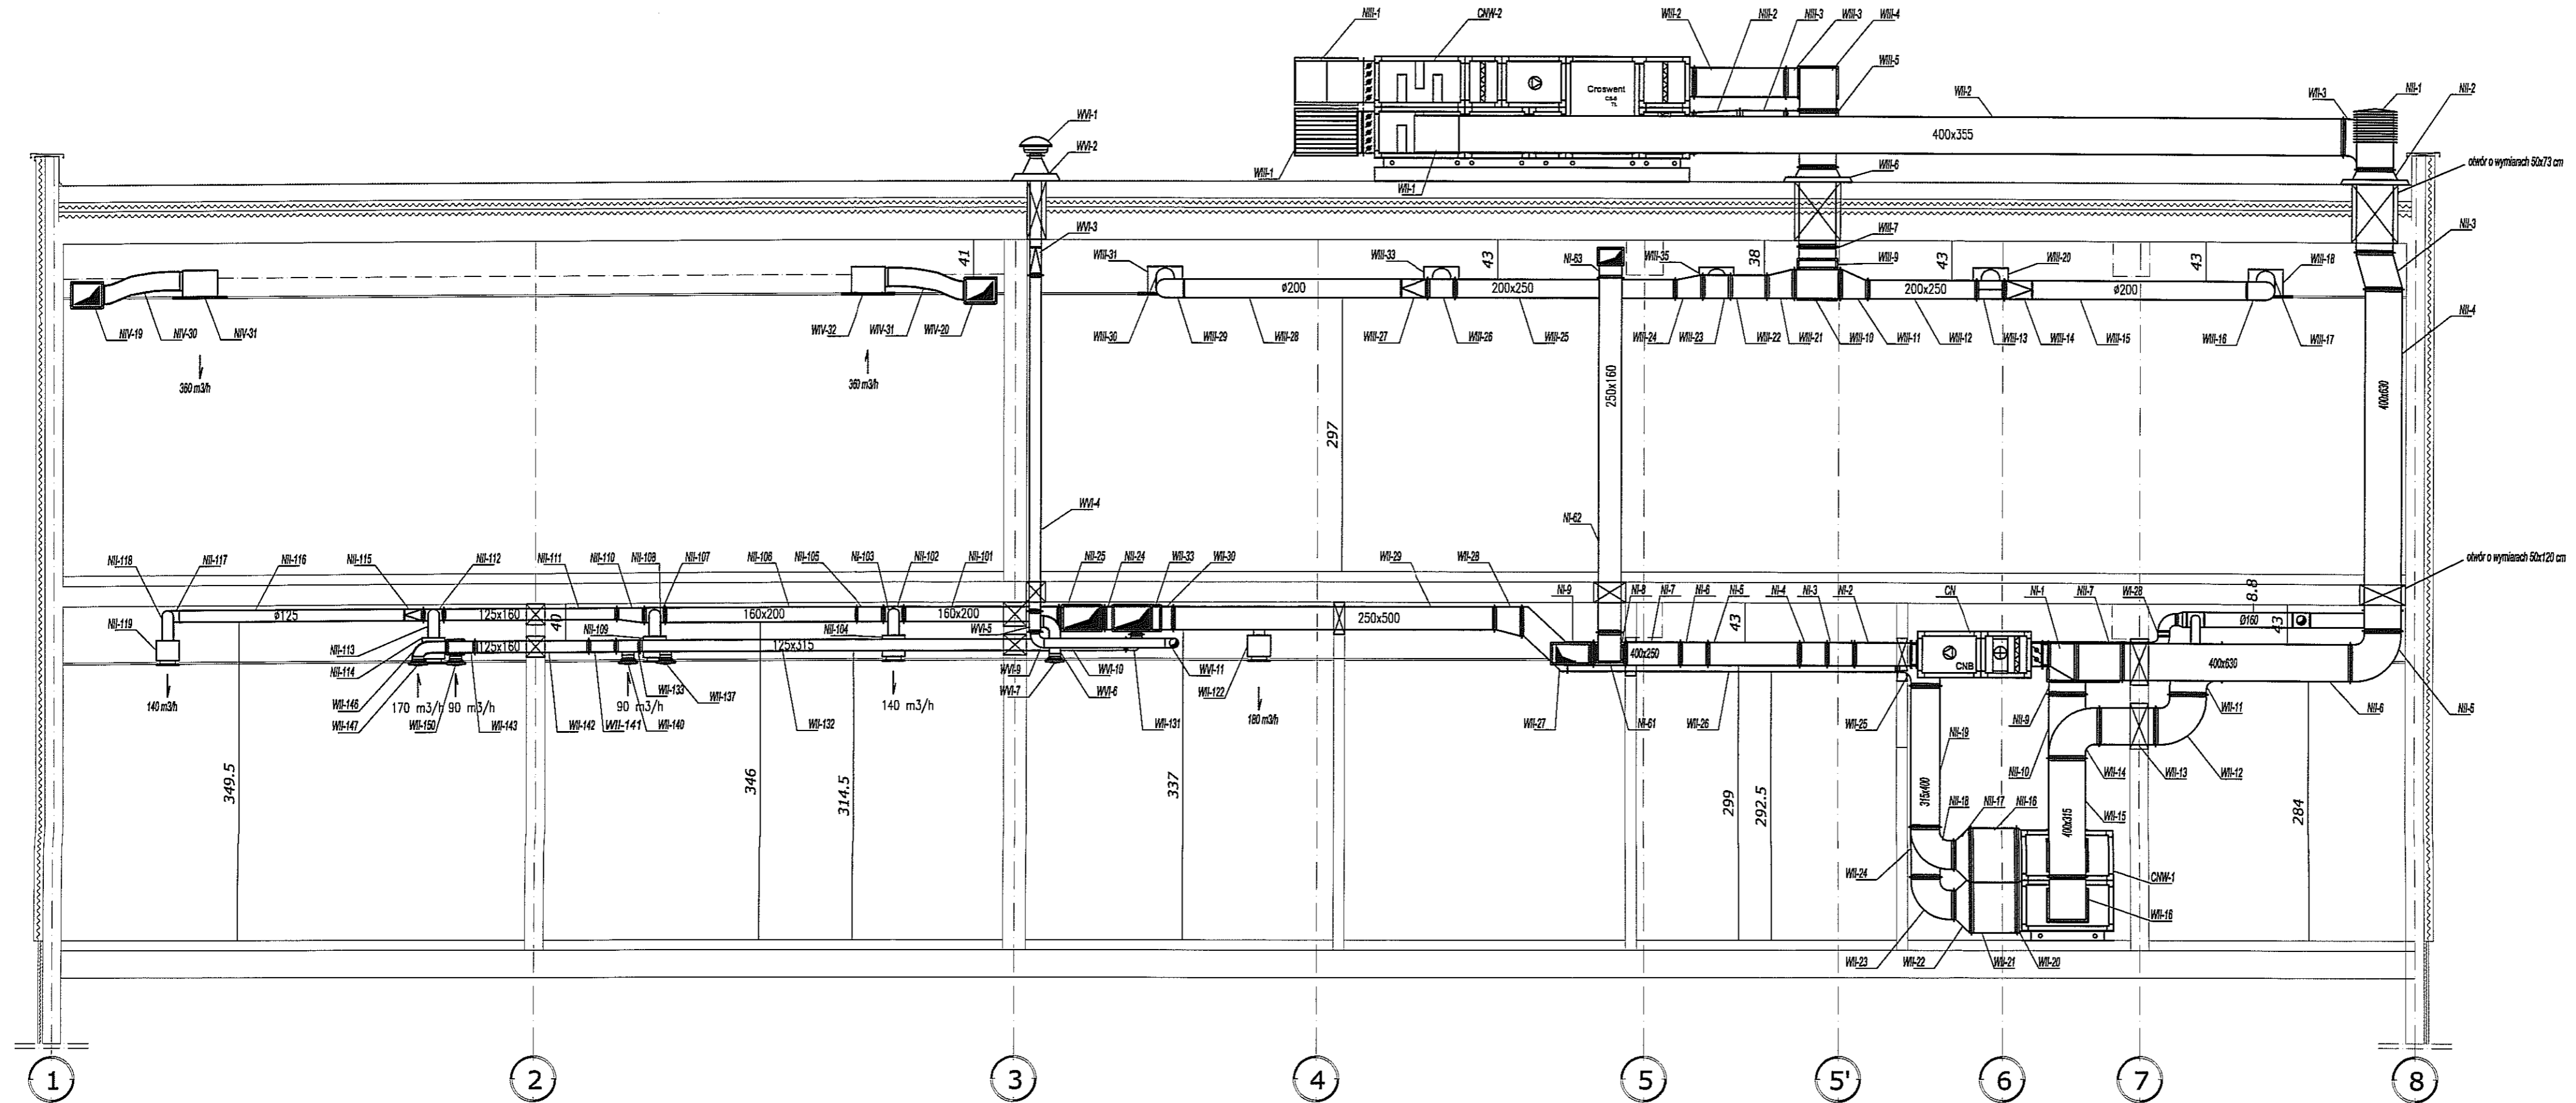 NIII-1
CNW-2
WIII-2
NIII-2
NIII-3
WIII-3
WIII-4
WIII-5
Croswent
CS-6
TL
WII-2
WII-3
NII-1
NII-2
400x355
otwór o wymiarach 50x73 cm
WVI-1
WVI-2
WIII-1
WII-1
WIII-6
WVI-3
41
WIII-31
WIII-33
43
NI-63
WIII-35
38
WIII-7
WIII-9
43
WIII-20
43
WIII-18
NII-3
ø200
200x250
200x250
ø200
NIV-19
NIV-30
NIV-31
WIV-32
WIV-31
WIV-20
WIII-30
WIII-29
WIII-28
WIII-27
WIII-26
WIII-25
WIII-24
WIII-23
WIII-22
WIII-21
WIII-10
WIII-11
WIII-12
WIII-13
WIII-14
WIII-15
WIII-16
WIII-17
NII-4
360 m3/h
360 m3/h
250x160
400x630
297
WVI-4
NI-62
NII-118
NII-117
NII-116
NII-115
NII-112
NII-111
NII-110
NII-108
NII-107
NII-106
NII-105
NII-103
NII-102
NII-101
NII-25
NII-24
WII-33
WII-30
WII-29
WII-28
otwór o wymiarach 50x120 cm
NI-9
NI-8
NI-7
NI-6
NI-5
NI-4
NI-3
NI-2
CN
NI-1
NII-7
WI-28
8.8
ø125
125x160
40
160x200
160x200
250x500
43
Ø160
43
NII-119
NII-113
NII-114
125x160
NII-109
125x315
NII-104
WVI-5
400x250
CNB
400x630
WVI-9
WVI-10
WVI-11
WII-122
WVI-7
WVI-6
WII-131
140 m3/h
WII-146
WII-147
170 m3/h
90 m3/h
WII-150
WII-143
WII-142
WII-141
90 m3/h
WII-133
WII-140
WII-137
WII-132
140 m3/h
180 m3/h
WII-27
NI-61
WII-26
WII-25
NII-9
WII-11
NII-6
NII-5
NII-19
NII-10
WII-14
WII-13
WII-12
349.5
346
314.5
337
299
292.5
315x400
NII-18
NII-17
NII-16
400x315
WII-15
284
WII-24
CNW-1
WII-16
WII-23
WII-22
WII-21
WII-20
1
2
3
4
5
5'
6
7
8